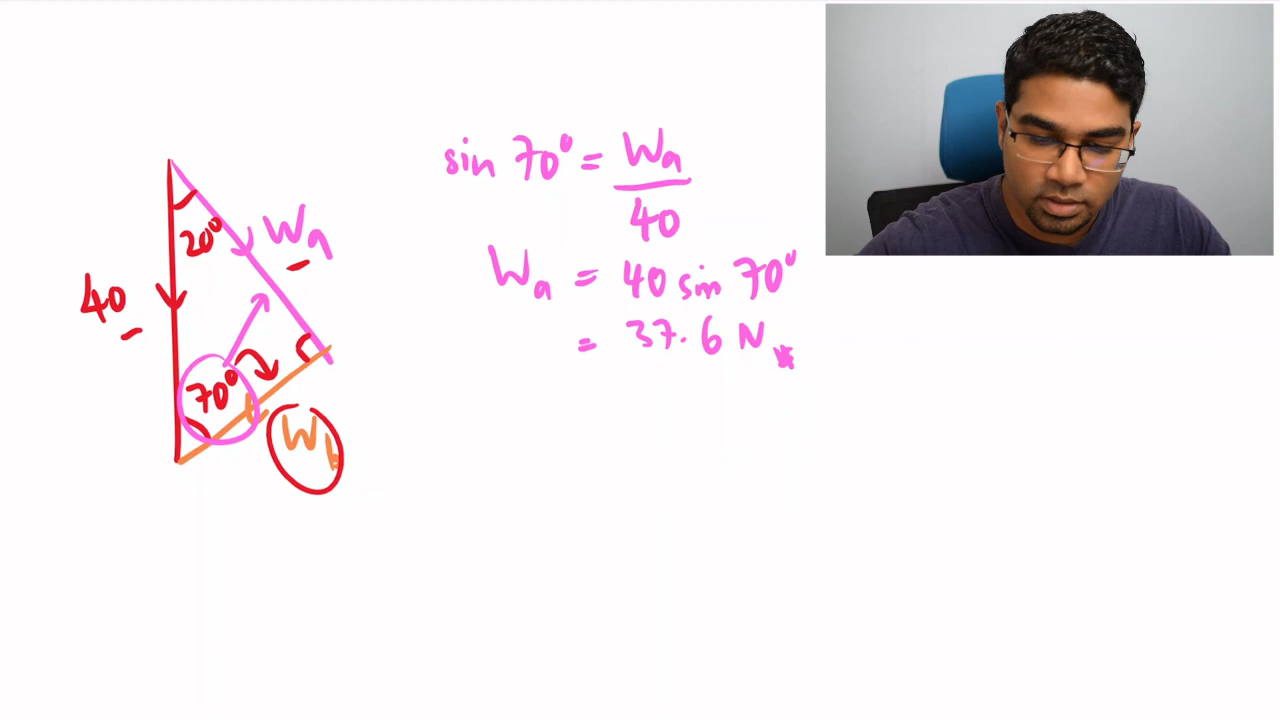 sin 70° = Wa/40
Wa = 40 sin 70°
= 37.6 N
20°
Wa
40
70°
Wb